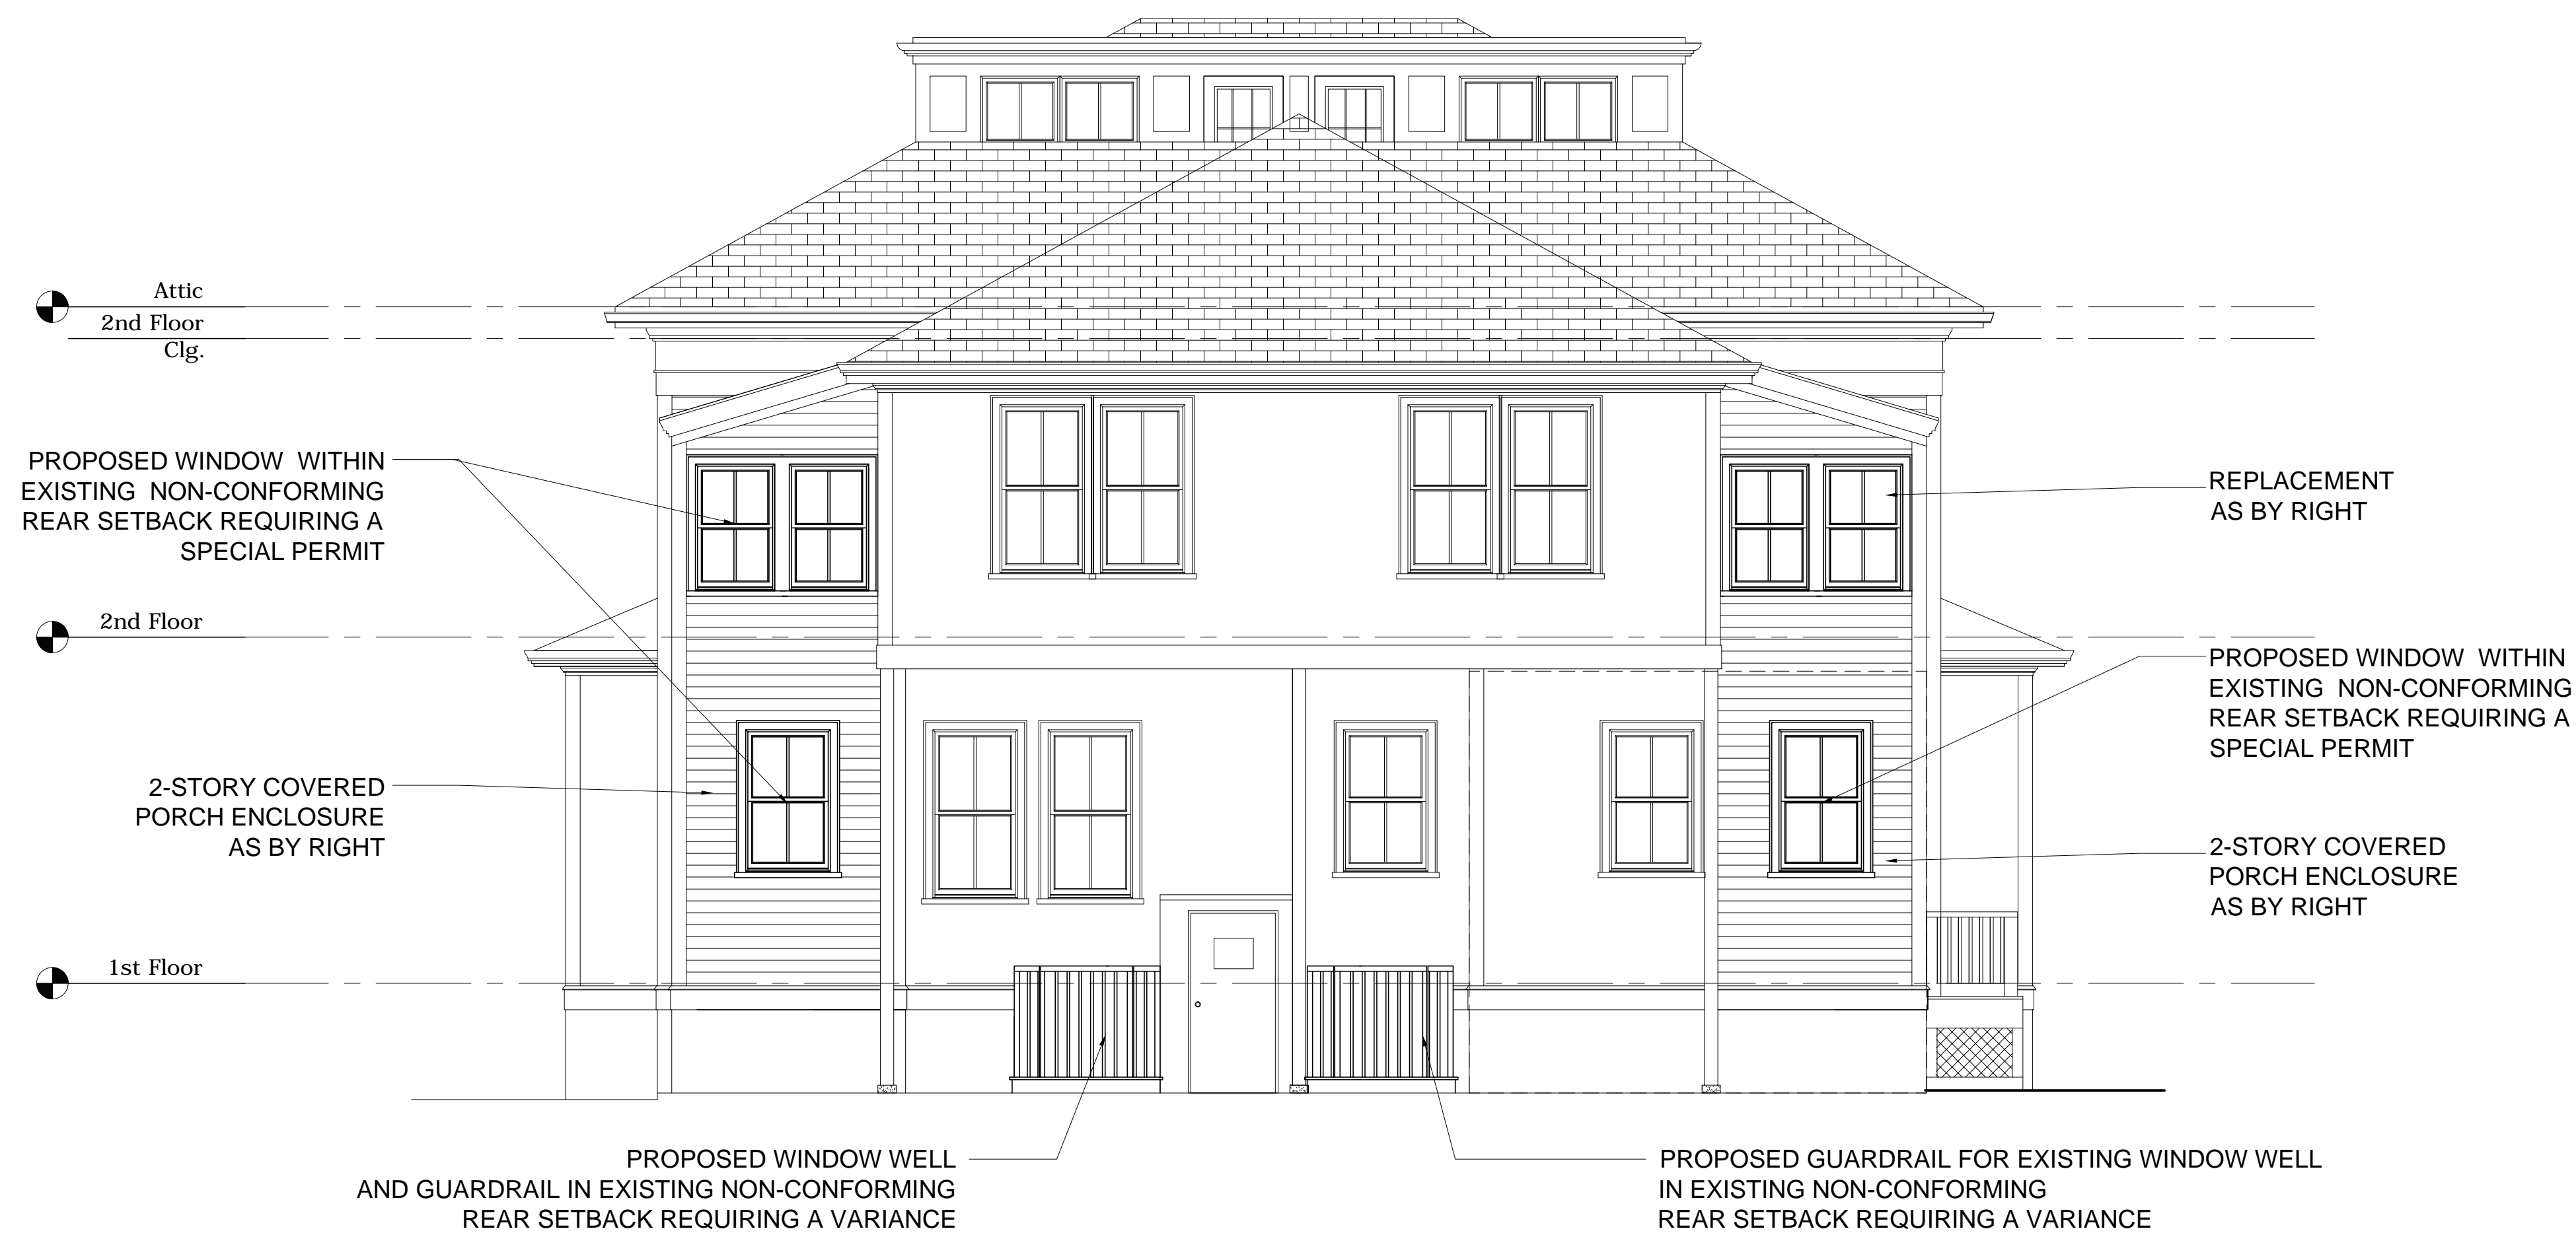 Attic
2nd Floor
Clg.
PROPOSED WINDOW WITHIN
EXISTING NON-CONFORMING
REAR SETBACK REQUIRING A
SPECIAL PERMIT
REPLACEMENT
AS BY RIGHT
2nd Floor
PROPOSED WINDOW WITHIN
EXISTING NON-CONFORMING
REAR SETBACK REQUIRING A
SPECIAL PERMIT
2-STORY COVERED
PORCH ENCLOSURE
AS BY RIGHT
2-STORY COVERED
PORCH ENCLOSURE
AS BY RIGHT
1st Floor
PROPOSED WINDOW WELL
AND GUARDRAIL IN EXISTING NON-CONFORMING
REAR SETBACK REQUIRING A VARIANCE
PROPOSED GUARDRAIL FOR EXISTING WINDOW WELL
IN EXISTING NON-CONFORMING
REAR SETBACK REQUIRING A VARIANCE